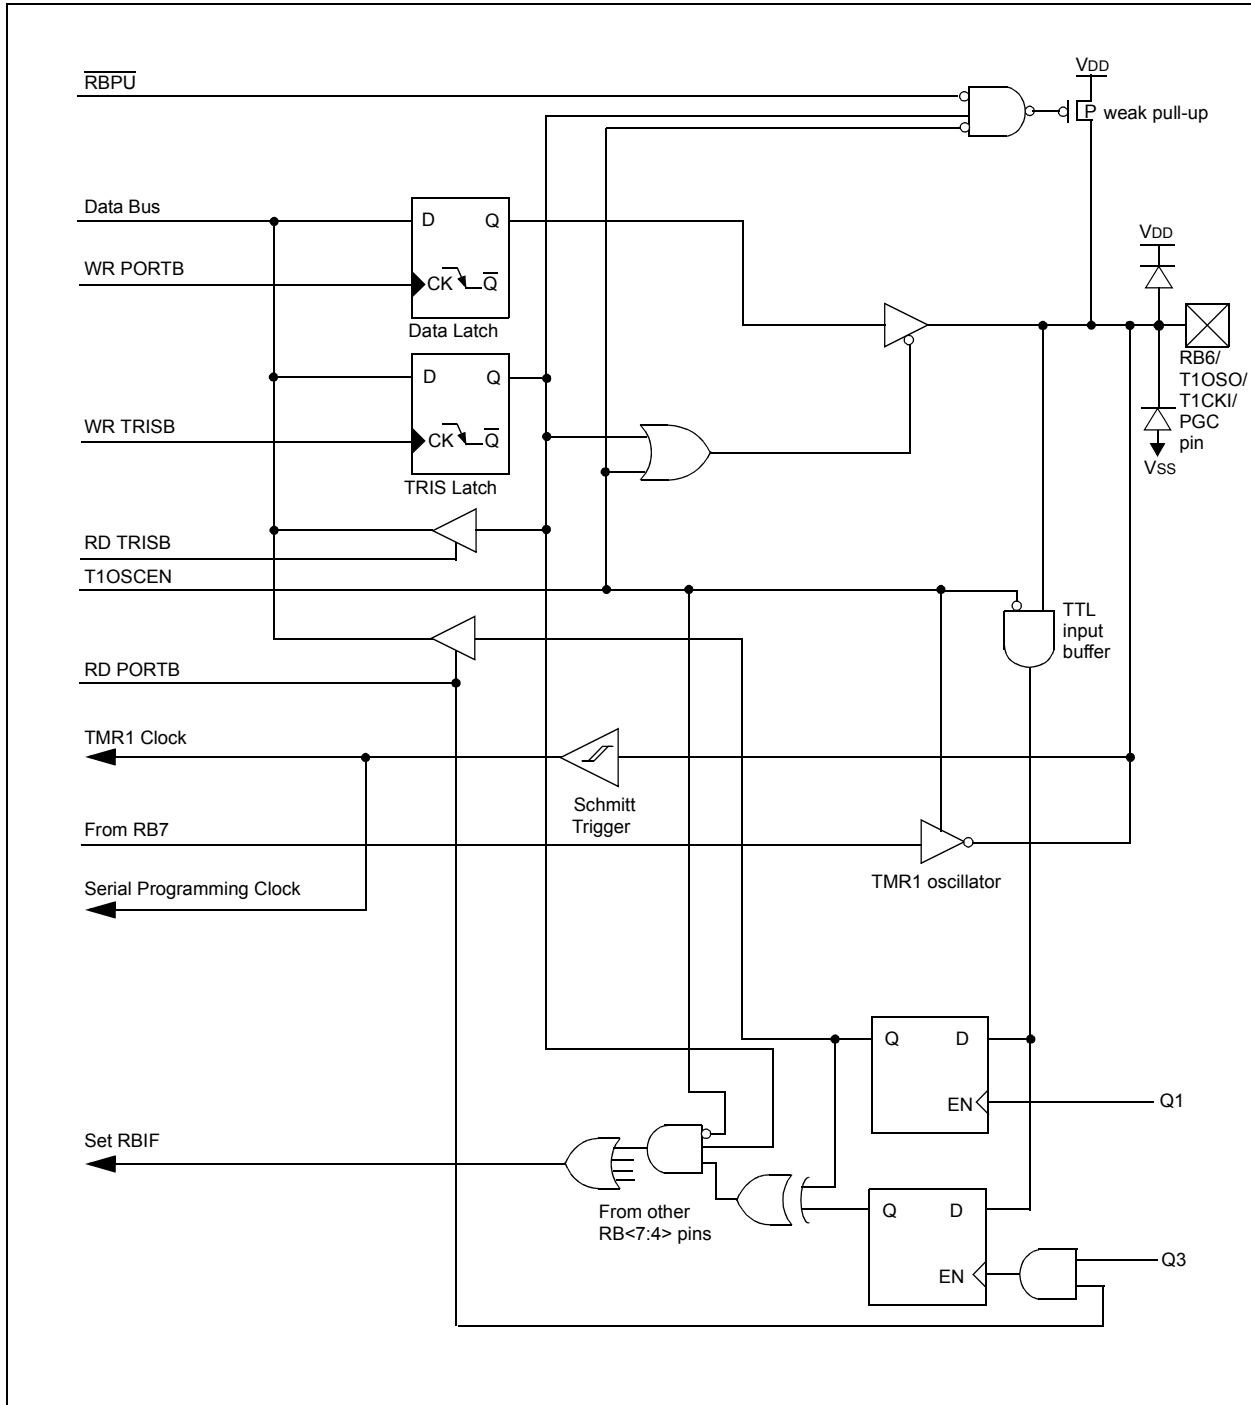 VDD
RBPU
P weak pull-up
Data Bus
D Q
VDD
WR PORTB
CK Q
Data Latch
RB6/
T1OSO/
T1CKI/
PGC
pin
D Q
WR TRISB
CK Q
VSS
TRIS Latch
RD TRISB
T1OSCEN
TTL
input
buffer
RD PORTB
TMR1 Clock
Schmitt
Trigger
From RB7
TMR1 oscillator
Serial Programming Clock
Q D
EN
Q1
Set RBIF
From other
RB<7:4> pins
Q D
EN
Q3